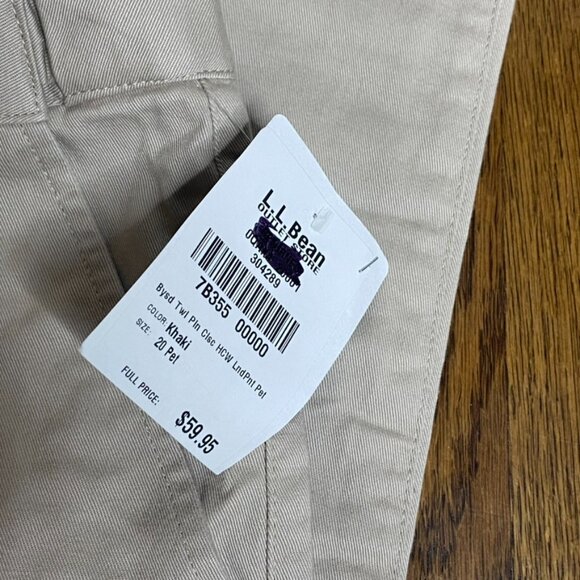 L.L.Bean
OUTLET STORE
304289
7B355 00000
Bysd Twl Pln Clsc HCW LndPnt Pet
COLOR: Khaki
SIZE: 20 Pet
FULL PRICE:
$59.95